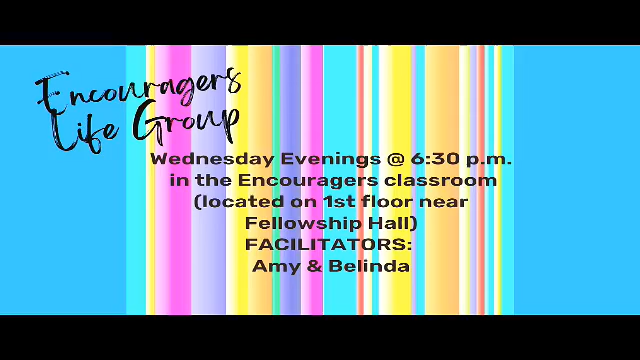 Encouragers
Life Group
Wednesday Evenings @ 6:30 p.m.
in the Encouragers classroom
(located on 1st floor near
Fellowship Hall)
FACILITATORS:
Amy & Belinda